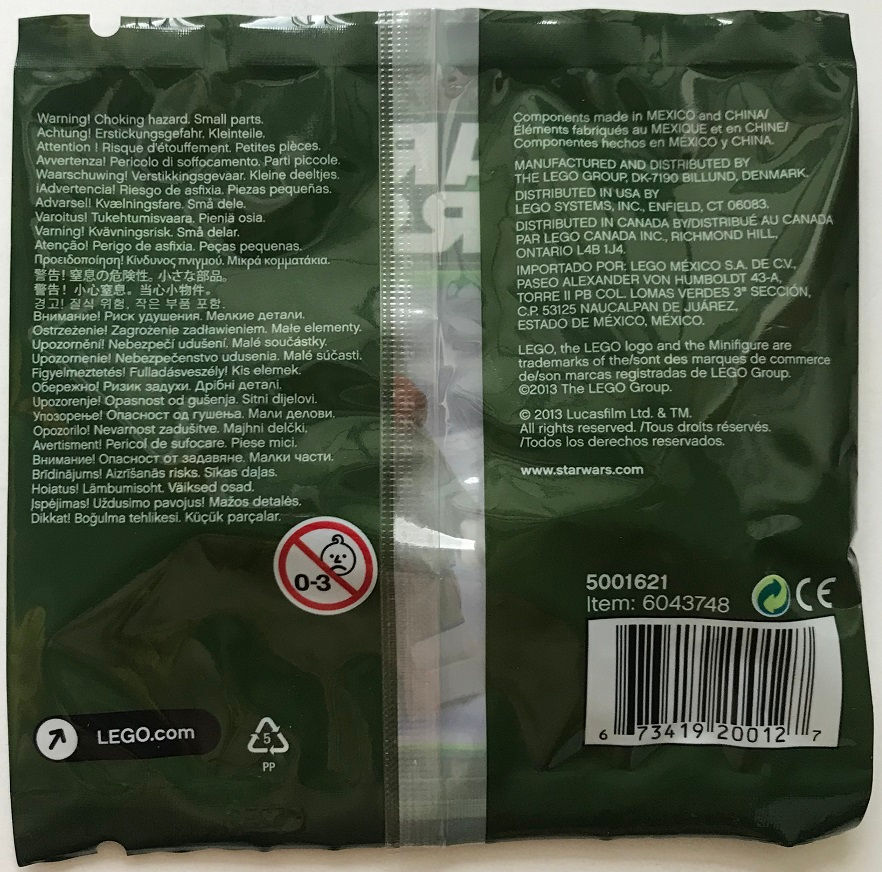 Warning! Choking hazard. Small parts.
Achtung! Erstickungsgefahr. Kleinteile.
Attention ! Risque d'étouffement. Petites pièces.
Avvertenza! Pericolo di soffocamento. Parti piccole.
Waarschuwing! Verstikkingsgevaar. Kleine deeltjes.
¡Advertencia! Riesgo de asfixia. Piezas pequeñas.
Advarsel! Kvælningsfare. Små dele.
Varoitus! Tukehtumisvaara. Pieniä osia.
Varning! Kvävningsrisk. Små delar.
Atenção! Perigo de asfixia. Peças pequenas.
Προειδοποίηση! Κίνδυνος πνιγμού. Μικρά κομματάκια.
警告！窒息の危険性。小さな部品。
警告！小心窒息。当心小物件。
경고! 질식 위험. 작은 부품 포함.
Внимание! Риск удушения. Мелкие детали.
Ostrzeżenie! Zagrożenie zadławieniem. Małe elementy.
Upozornění! Nebezpečí udušení. Malé součástky.
Upozornenie! Nebezpečenstvo udusenia. Malé súčasti.
Figyelmeztetés! Fulladásveszély! Kis elemek.
Обережно! Ризик задухи. Дрібні деталі.
Upozorenje! Opasnost od gušenja. Sitni dijelovi.
Упозорење! Опасност од гушења. Мали делови.
Opozorilo! Nevarnost zadušitve. Majhni delčki.
Avertisment! Pericol de sufocare. Piese mici.
Внимание! Опасност от задавяне. Малки части.
Brīdinājums! Aizrīšanās risks. Sīkas daļas.
Hoiatus! Lämbumisoht. Väiksed osad.
Įspėjimas! Uždusimo pavojus! Mažos detalės.
Dikkat! Boğulma tehlikesi. Küçük parçalar.
0-3
LEGO.com
5
PP
Components made in MEXICO and CHINA/
Éléments fabriqués au MEXIQUE et en CHINE/
Componentes hechos en MÉXICO y CHINA.
MANUFACTURED AND DISTRIBUTED BY
THE LEGO GROUP, DK-7190 BILLUND, DENMARK.
DISTRIBUTED IN USA BY
LEGO SYSTEMS, INC., ENFIELD, CT 06083.
DISTRIBUTED IN CANADA BY/DISTRIBUÉ AU CANADA
PAR LEGO CANADA INC., RICHMOND HILL,
ONTARIO L4B 1J4.
IMPORTADO POR: LEGO MÉXICO S.A. DE C.V.,
PASEO ALEXANDER VON HUMBOLDT 43-A,
TORRE II PB COL. LOMAS VERDES 3ª SECCIÓN,
C.P. 53125 NAUCALPAN DE JUÁREZ,
ESTADO DE MÉXICO, MÉXICO.
LEGO, the LEGO logo and the Minifigure are
trademarks of the/sont des marques de commerce
de/son marcas registradas de LEGO Group.
©2013 The LEGO Group.
© 2013 Lucasfilm Ltd. & TM.
All rights reserved. /Tous droits réservés.
/Todos los derechos reservados.
www.starwars.com
5001621
Item: 6043748
CE
6 73419 20012 7